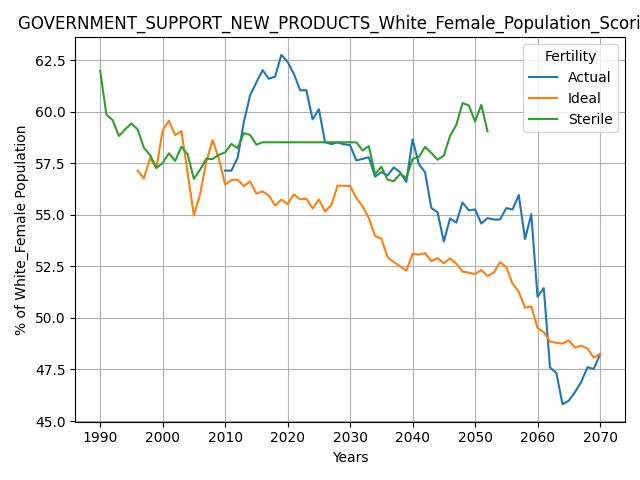 GOVERNMENT_SUPPORT_NEW_PRODUCTS_White_Female_Population_Scori
Fertility
Actual
Ideal
Sterile
% of White_Female Population
62.5
60.0
57.5
55.0
52.5
50.0
47.5
45.0
1990 2000 2010 2020 2030 2040 2050 2060 2070
Years